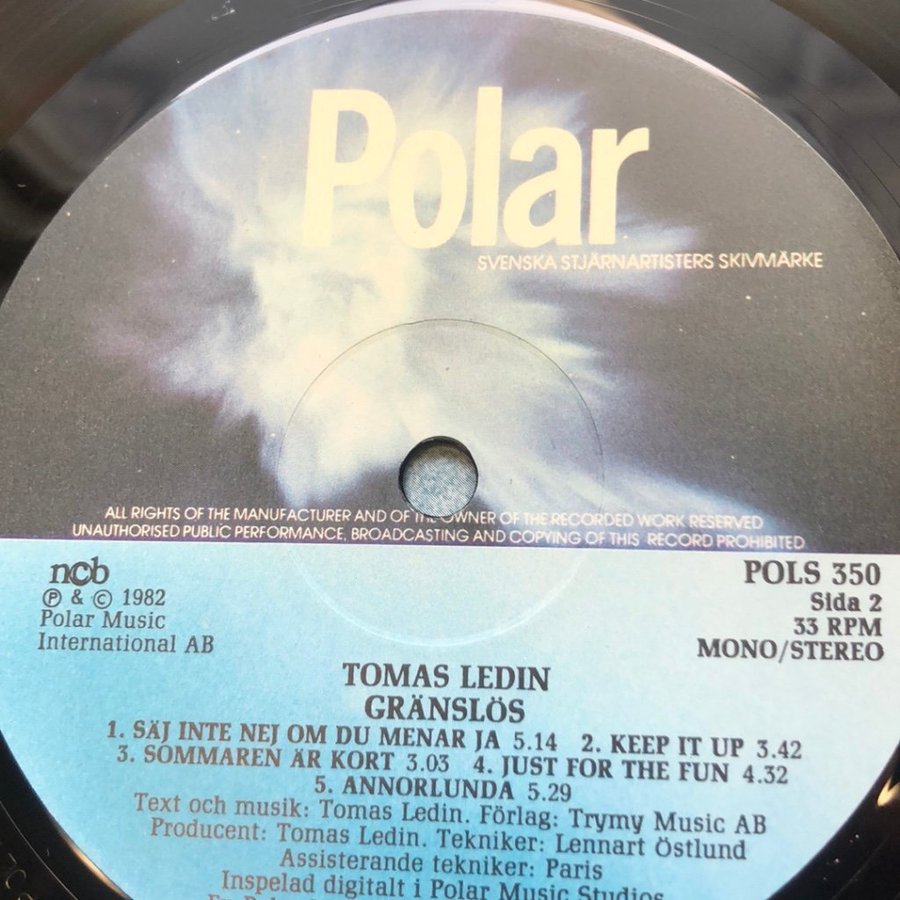 Polar
SVENSKA STJÄRNARTISTERS SKIVMÄRKE
ALL RIGHTS OF THE MANUFACTURER AND OF THE OWNER OF THE RECORDED WORK RESERVED
UNAUTHORISED PUBLIC PERFORMANCE, BROADCASTING AND COPYING OF THIS RECORD PROHIBITED
ncb
Ⓟ & © 1982
Polar Music
International AB
POLS 350
Sida 2
33 RPM
MONO/STEREO
TOMAS LEDIN
GRÄNSLÖS
1. SÄJ INTE NEJ OM DU MENAR JA 5.14 2. KEEP IT UP 3.42
3. SOMMAREN ÄR KORT 3.03 4. JUST FOR THE FUN 4.32
5. ANNORLUNDA 5.29
Text och musik: Tomas Ledin. Förlag: Trymy Music AB
Producent: Tomas Ledin. Tekniker: Lennart Östlund
Assisterande tekniker: Paris
Inspelad digitalt i Polar Music Studios